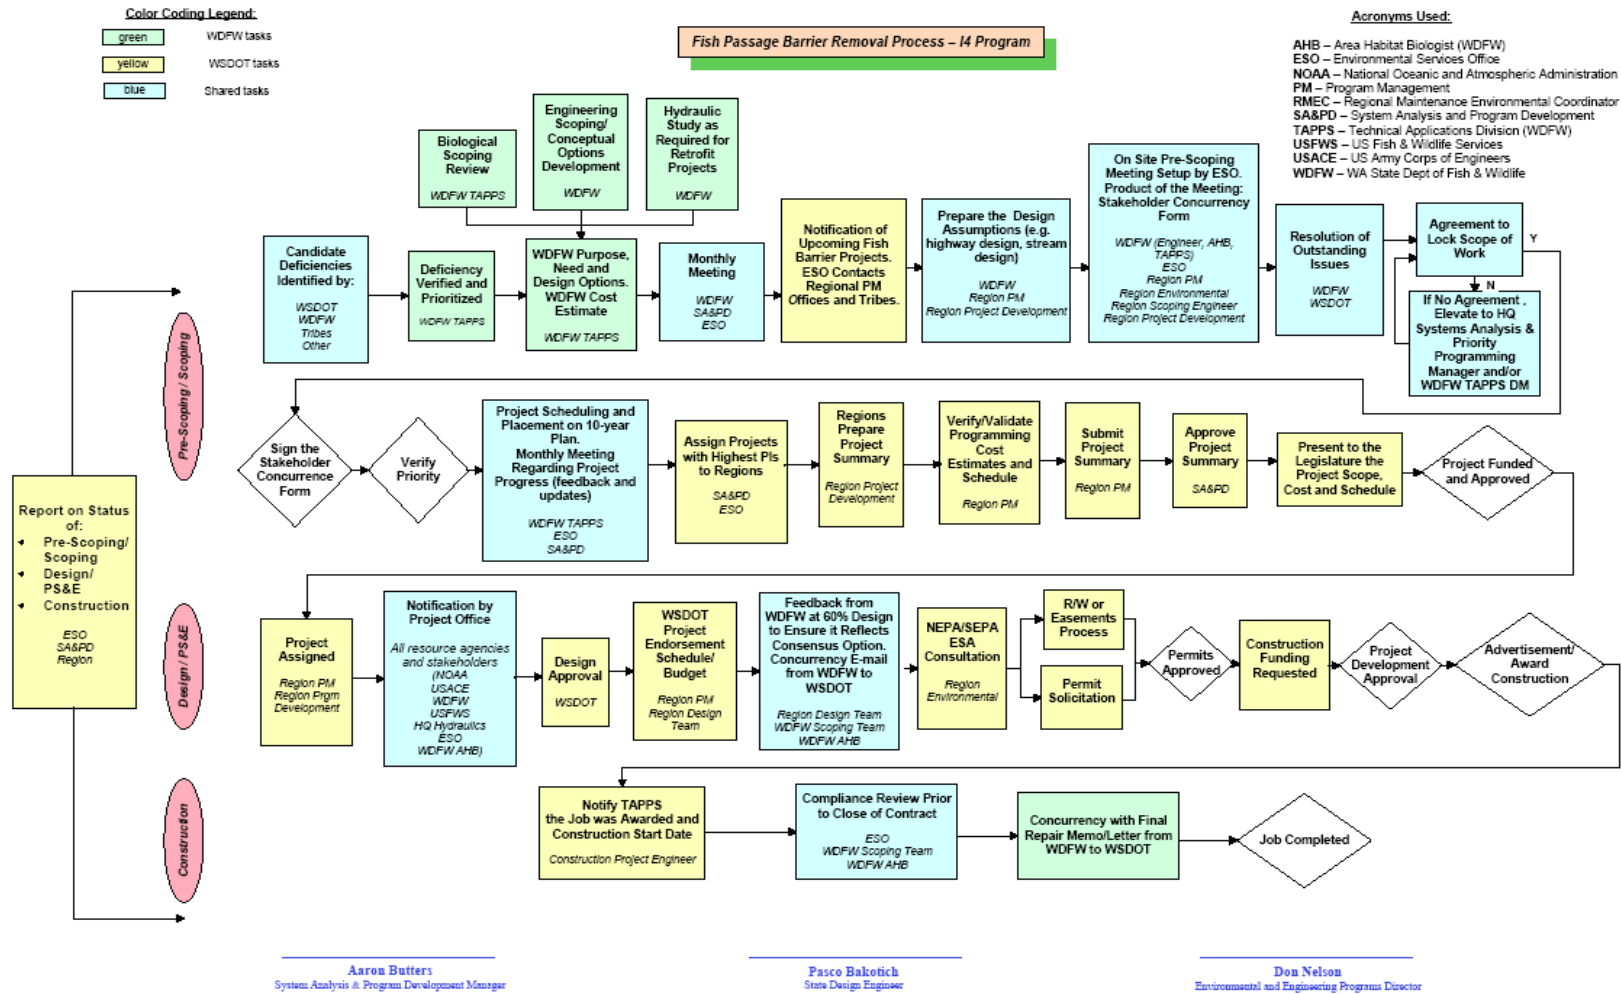 Color Coding Legend:
green
WDFW tasks
yellow
WSDOT tasks
blue
Shared tasks
Fish Passage Barrier Removal Process – I4 Program
Acronyms Used:
AHB – Area Habitat Biologist (WDFW)
ESO – Environmental Services Office
NOAA – National Oceanic and Atmospheric Administration
PM – Program Management
RMEC – Regional Maintenance Environmental Coordinator
SA&PD – System Analysis and Program Development
TAPPS – Technical Applications Division (WDFW)
USFWS – US Fish & Wildlife Services
USACE – US Army Corps of Engineers
WDFW – WA State Dept of Fish & Wildlife
Biological
Scoping
Review
WDFW TAPPS
Engineering
Scoping/
Conceptual
Options
Development
WDFW
Hydraulic
Study as
Required for
Retrofit
Projects
WDFW
Candidate
Deficiencies
Identified by:
WSDOT
WDFW
Tribes
Other
Deficiency
Verified and
Prioritized
WDFW TAPPS
WDFW Purpose,
Need and
Design Options.
WDFW Cost
Estimate
WDFW TAPPS
Monthly
Meeting
WDFW
SA&PD
ESO
Notification of
Upcoming Fish
Barrier Projects.
ESO Contacts
Regional PM
Offices and Tribes.
Prepare the Design
Assumptions (e.g.
highway design, stream
design)
WDFW
Region PM
Region Project Development
On Site Pre-Scoping
Meeting Setup by ESO.
Product of the Meeting:
Stakeholder Concurrency
Form
WDFW (Engineer, AHB,
TAPPS)
ESO
Region PM
Region Environmental
Region Scoping Engineer
Region Project Development
Resolution of
Outstanding
Issues
WDFW
WSDOT
Agreement to
Lock Scope of
Work
Y
N
If No Agreement ,
Elevate to HQ
Systems Analysis &
Priority
Programming
Manager and/or
WDFW TAPPS DM
Pre-Scoping / Scoping
Sign the
Stakeholder
Concurrence
Form
Verify
Priority
Project Scheduling and
Placement on 10-year
Plan.
Monthly Meeting
Regarding Project
Progress (feedback and
updates)
WDFW TAPPS
ESO
SA&PD
Assign Projects
with Highest PIs
to Regions
SA&PD
ESO
Regions
Prepare
Project
Summary
Region Project
Development
Verify/Validate
Programming
Cost
Estimates and
Schedule
Region PM
Submit
Project
Summary
Region PM
Approve
Project
Summary
SA&PD
Present to the
Legislature the
Project Scope,
Cost and Schedule
Project Funded
and Approved
Report on Status
of:
• Pre-Scoping/
Scoping
• Design/
PS&E
• Construction
ESO
SA&PD
Region
Design / PS&E
Project
Assigned
Region PM
Region Prgm
Development
Notification by
Project Office
All resource agencies
and stakeholders
(NOAA
USACE
WDFW
USFWS
HQ Hydraulics
ESO
WDFW AHB)
Design
Approval
WSDOT
WSDOT
Project
Endorsement
Schedule/
Budget
Region PM
Region Design
Team
Feedback from
WDFW at 60% Design
to Ensure it Reflects
Consensus Option.
Concurrency E-mail
from WDFW to
WSDOT
Region Design Team
WDFW Scoping Team
WDFW AHB
NEPA/SEPA
ESA
Consultation
Region
Environmental
R/W or
Easements
Process
Permit
Solicitation
Permits
Approved
Construction
Funding
Requested
Project
Development
Approval
Advertisement/
Award
Construction
Construction
Notify TAPPS
the Job was Awarded and
Construction Start Date
Construction Project Engineer
Compliance Review Prior
to Close of Contract
ESO
WDFW Scoping Team
WDFW AHB
Concurrency with Final
Repair Memo/Letter from
WDFW to WSDOT
Job Completed
Aaron Butters
System Analysis & Program Development Manager
Pasco Bakotich
State Design Engineer
Don Nelson
Environmental and Engineering Programs Director